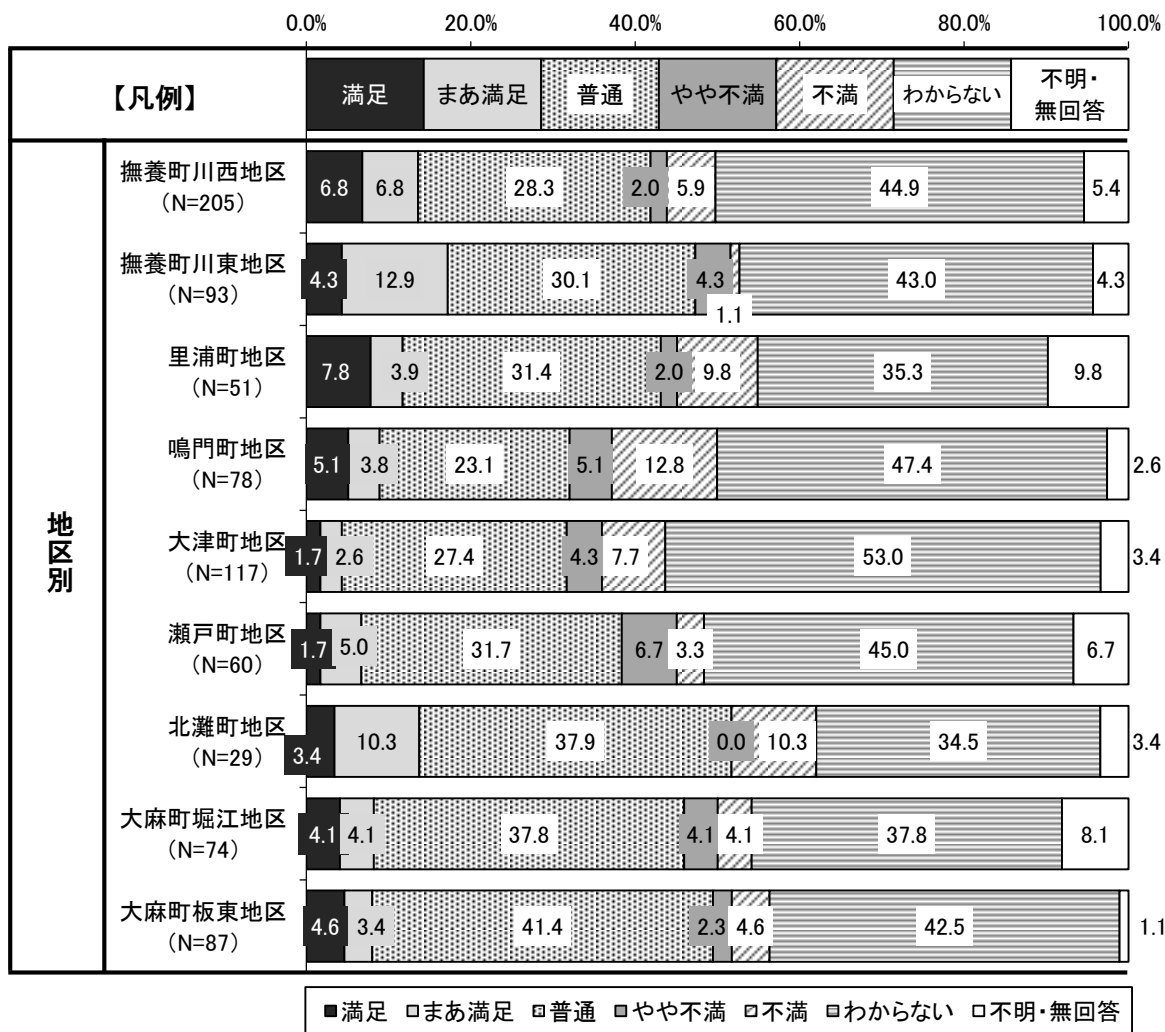 0.0% 20.0% 40.0% 60.0% 80.0% 100.0%
【凡例】 満足 まあ満足 普通 やや不満 不満 わからない 不明・
無回答
地区別
撫養町川西地区
（N=205）
6.8 6.8 28.3 2.0 5.9 44.9 5.4
撫養町川東地区
（N=93）
4.3 12.9 30.1 4.3 1.1 43.0 4.3
里浦町地区
（N=51）
7.8 3.9 31.4 2.0 9.8 35.3 9.8
鳴門町地区
（N=78）
5.1 3.8 23.1 5.1 12.8 47.4 2.6
大津町地区
（N=117）
1.7 2.6 27.4 4.3 7.7 53.0 3.4
瀬戸町地区
（N=60）
1.7 5.0 31.7 6.7 3.3 45.0 6.7
北灘町地区
（N=29）
3.4 10.3 37.9 0.0 10.3 34.5 3.4
大麻町堀江地区
（N=74）
4.1 4.1 37.8 4.1 4.1 37.8 8.1
大麻町板東地区
（N=87）
4.6 3.4 41.4 2.3 4.6 42.5 1.1
満足 まあ満足 普通 やや不満 不満 わからない 不明・無回答